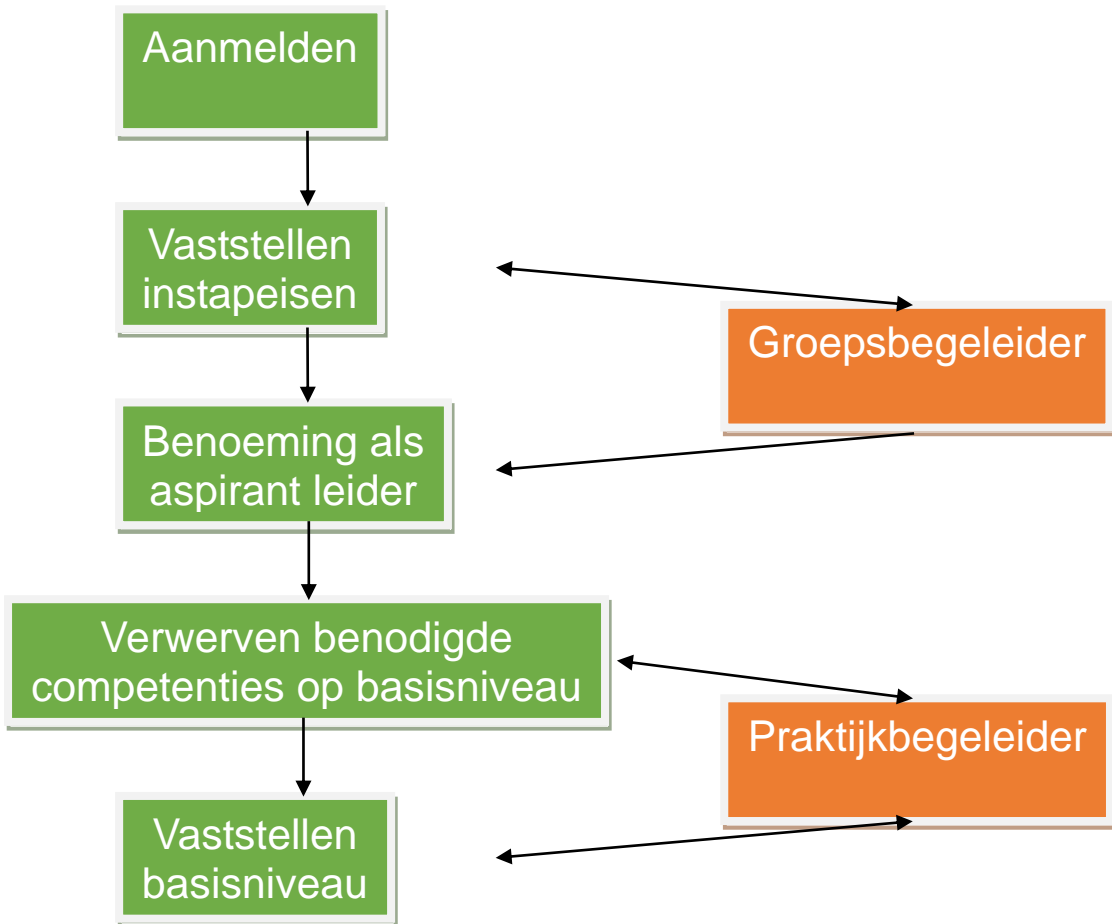 Aanmelden
Vaststellen
instapeisen
Groepsbegeleider
Benoeming als
aspirant leider
Verwerven benodigde
competenties op basisniveau
Praktijkbegeleider
Vaststellen
basisniveau